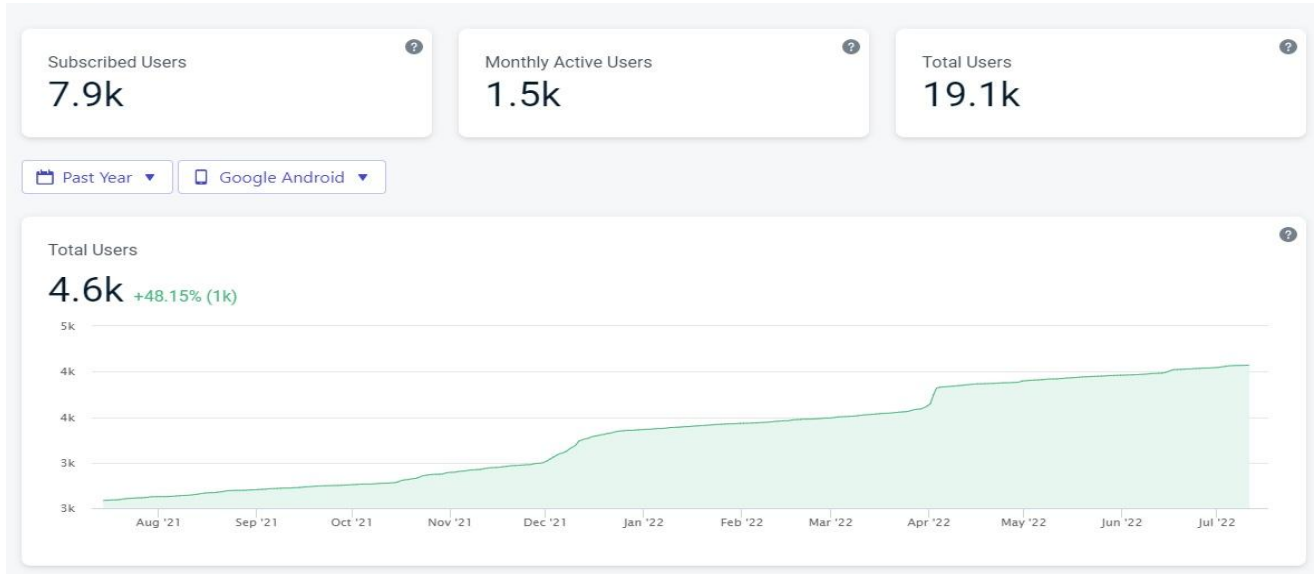 Subscribed Users
7.9k
Monthly Active Users
1.5k
Total Users
19.1k
Past Year
Google Android
Total Users
4.6k +48.15% (1k)
5k
4k
4k
3k
3k
Aug '21 Sep '21 Oct '21 Nov '21 Dec '21 Jan '22 Feb '22 Mar '22 Apr '22 May '22 Jun '22 Jul '22